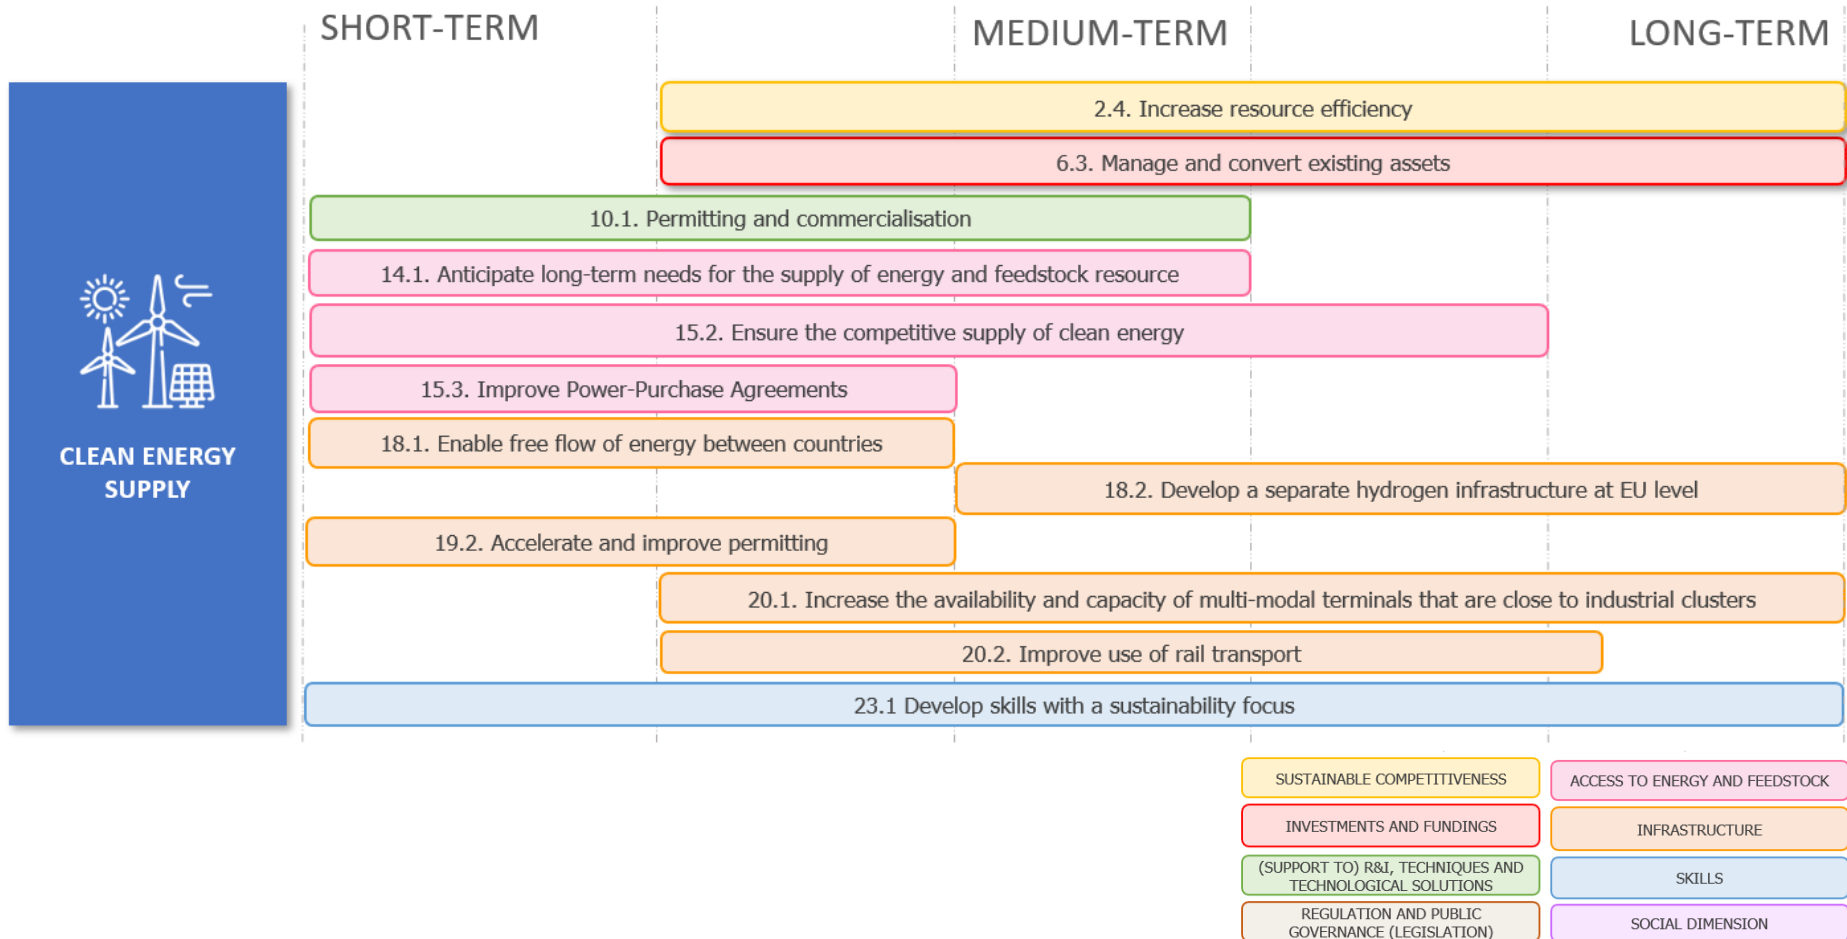 SHORT-TERM
MEDIUM-TERM
LONG-TERM
2.4. Increase resource efficiency
6.3. Manage and convert existing assets
10.1. Permitting and commercialisation
14.1. Anticipate long-term needs for the supply of energy and feedstock resource
15.2. Ensure the competitive supply of clean energy
15.3. Improve Power-Purchase Agreements
18.1. Enable free flow of energy between countries
CLEAN ENERGY
SUPPLY
18.2. Develop a separate hydrogen infrastructure at EU level
19.2. Accelerate and improve permitting
20.1. Increase the availability and capacity of multi-modal terminals that are close to industrial clusters
20.2. Improve use of rail transport
23.1 Develop skills with a sustainability focus
SUSTAINABLE COMPETITIVENESS
ACCESS TO ENERGY AND FEEDSTOCK
INVESTMENTS AND FUNDINGS
INFRASTRUCTURE
(SUPPORT TO) R&I, TECHNIQUES AND
TECHNOLOGICAL SOLUTIONS
SKILLS
REGULATION AND PUBLIC
GOVERNANCE (LEGISLATION)
SOCIAL DIMENSION